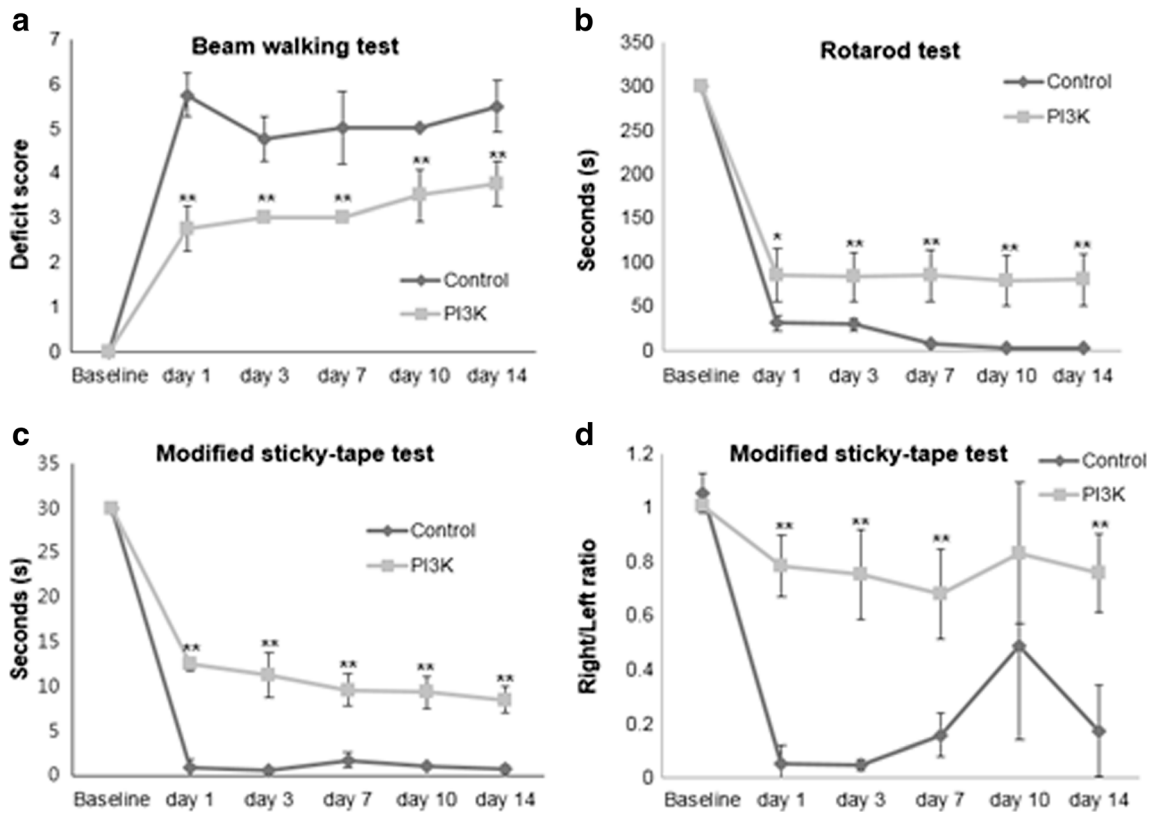 a
Beam walking test
Deficit score
7
6
5
4
3
2
1
0
** ** ** ** **
Control
PI3K
Baseline day 1 day 3 day 7 day 10 day 14
b
Rotarod test
Seconds (s)
350
300
250
200
150
100
50
0
Control
PI3K
* ** ** ** **
Baseline day 1 day 3 day 7 day 10 day 14
c
Modified sticky-tape test
Seconds (s)
35
30
25
20
15
10
5
0
Control
PI3K
** ** ** ** **
Baseline day 1 day 3 day 7 day 10 day 14
d
Modified sticky-tape test
Right/Left ratio
1.2
1
0.8
0.6
0.4
0.2
0
Control
PI3K
** ** ** **
Baseline day 1 day 3 day 7 day 10 day 14